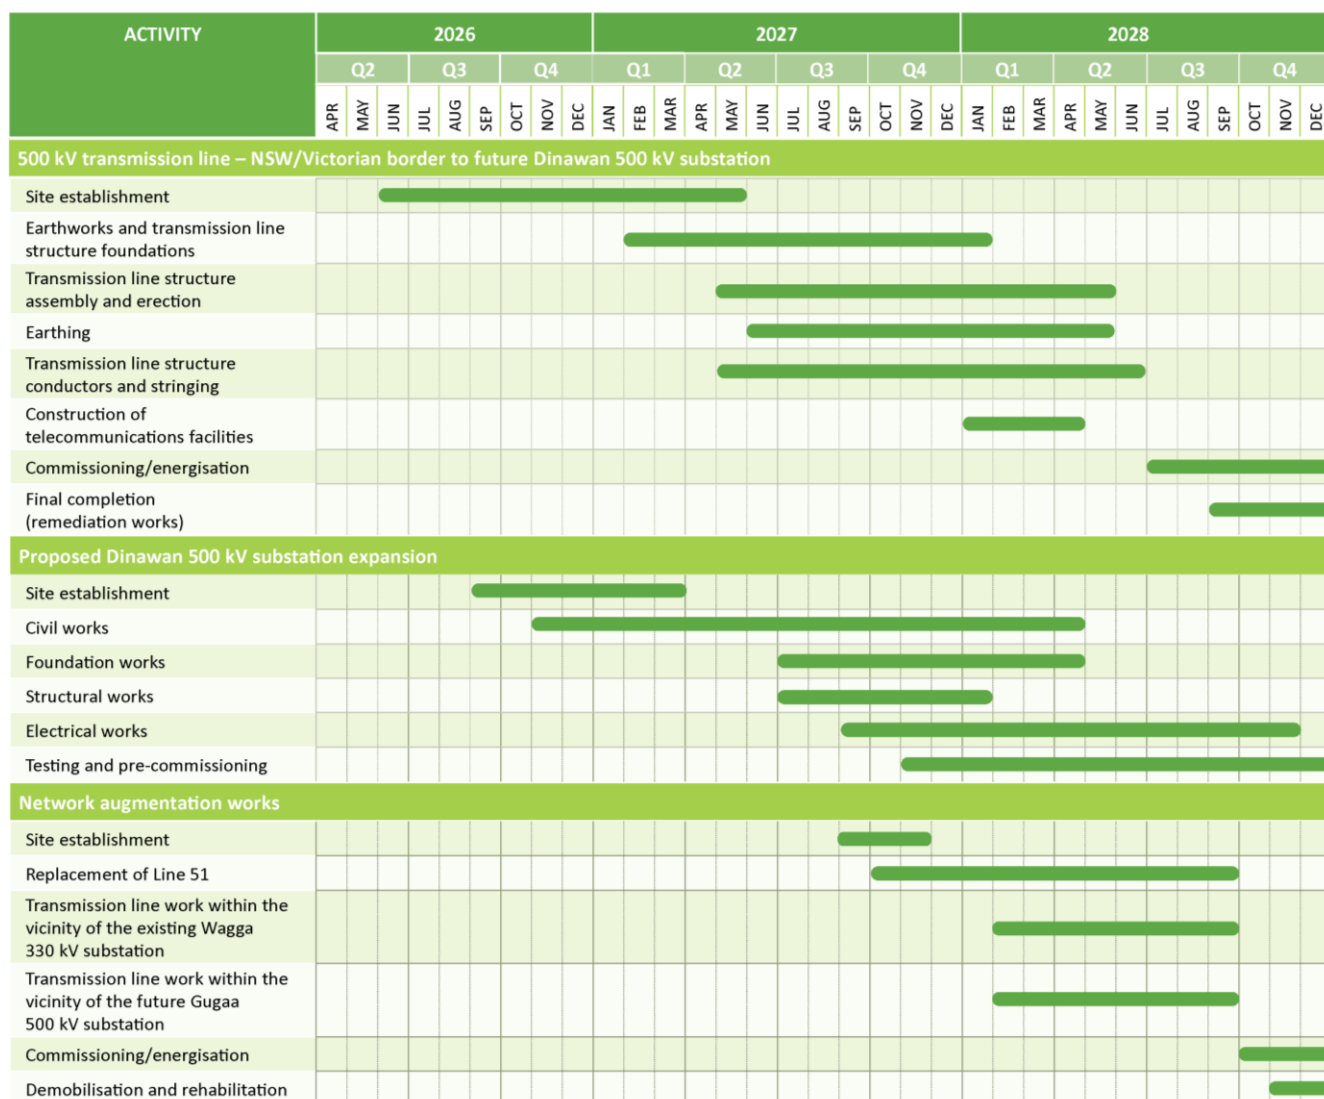 ACTIVITY 2026 2027 2028
Q2 Q3 Q4 Q1 Q2 Q3 Q4 Q1 Q2 Q3 Q4
APR MAY JUN JUL AUG SEP OCT NOV DEC JAN FEB MAR APR MAY JUN JUL AUG SEP OCT NOV DEC JAN FEB MAR APR MAY JUN JUL AUG SEP OCT NOV DEC
500 kV transmission line – NSW/Victorian border to future Dinawan 500 kV substation
Site establishment
Earthworks and transmission line
structure foundations
Transmission line structure
assembly and erection
Earthing
Transmission line structure
conductors and stringing
Construction of
telecommunications facilities
Commissioning/energisation
Final completion
(remediation works)
Proposed Dinawan 500 kV substation expansion
Site establishment
Civil works
Foundation works
Structural works
Electrical works
Testing and pre-commissioning
Network augmentation works
Site establishment
Replacement of Line 51
Transmission line work within the
vicinity of the existing Wagga
330 kV substation
Transmission line work within the
vicinity of the future Gugaa
500 kV substation
Commissioning/energisation
Demobilisation and rehabilitation